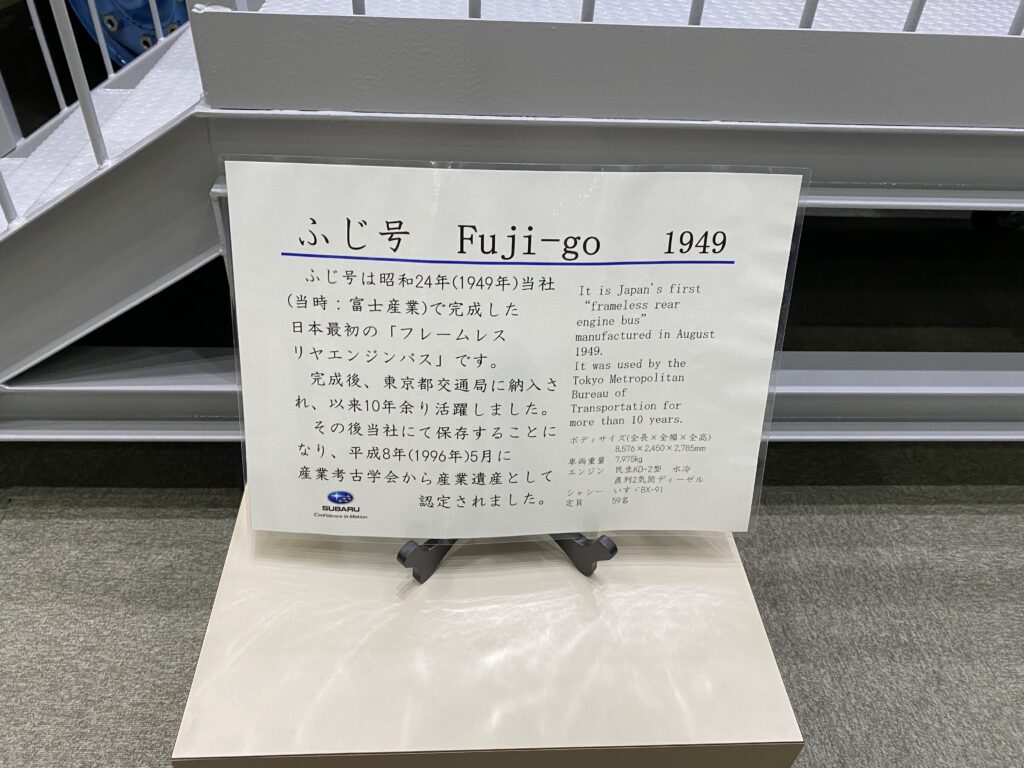 ふじ号 Fuji-go 1949
ふじ号は昭和24年(1949年)当社
(当時：富士産業)で完成した
日本最初の「フレームレス
リヤエンジンバス」です。
完成後、東京都交通局に納入さ
れ、以来10年余り活躍しました。
その後当社にて保存することに
なり、平成8年(1996年)5月に
産業考古学会から産業遺産として
認定されました。
SUBARU
Confidence in Motion
It is Japan's first
“frameless rear
engine bus”
manufactured in August
1949.
It was used by the
Tokyo Metropolitan
Bureau of
Transportation for
more than 10 years.
ボディサイズ(全長×全幅×全高)
8,576×2,450×2,785mm
車両重量 7,975kg
エンジン 民生KD-2型 水冷
直列2気筒ディーゼル
シャシー いすゞBX-91
定員 59名